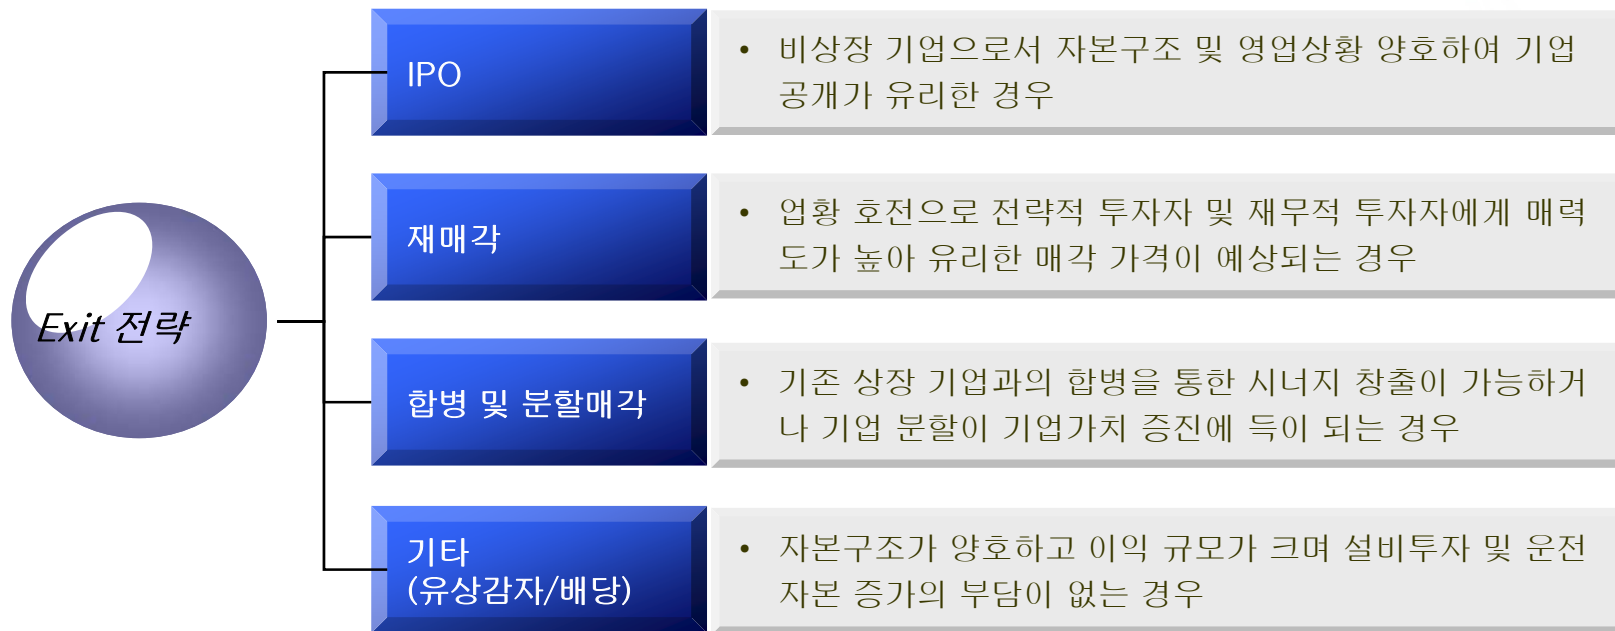 Exit 전략
IPO
• 비상장 기업으로서 자본구조 및 영업상황 양호하여 기업
공개가 유리한 경우
재매각
• 업황 호전으로 전략적 투자자 및 재무적 투자자에게 매력
도가 높아 유리한 매각 가격이 예상되는 경우
합병 및 분할매각
• 기존 상장 기업과의 합병을 통한 시너지 창출이 가능하거
나 기업 분할이 기업가치 증진에 득이 되는 경우
기타
(유상감자/배당)
• 자본구조가 양호하고 이익 규모가 크며 설비투자 및 운전
자본 증가의 부담이 없는 경우